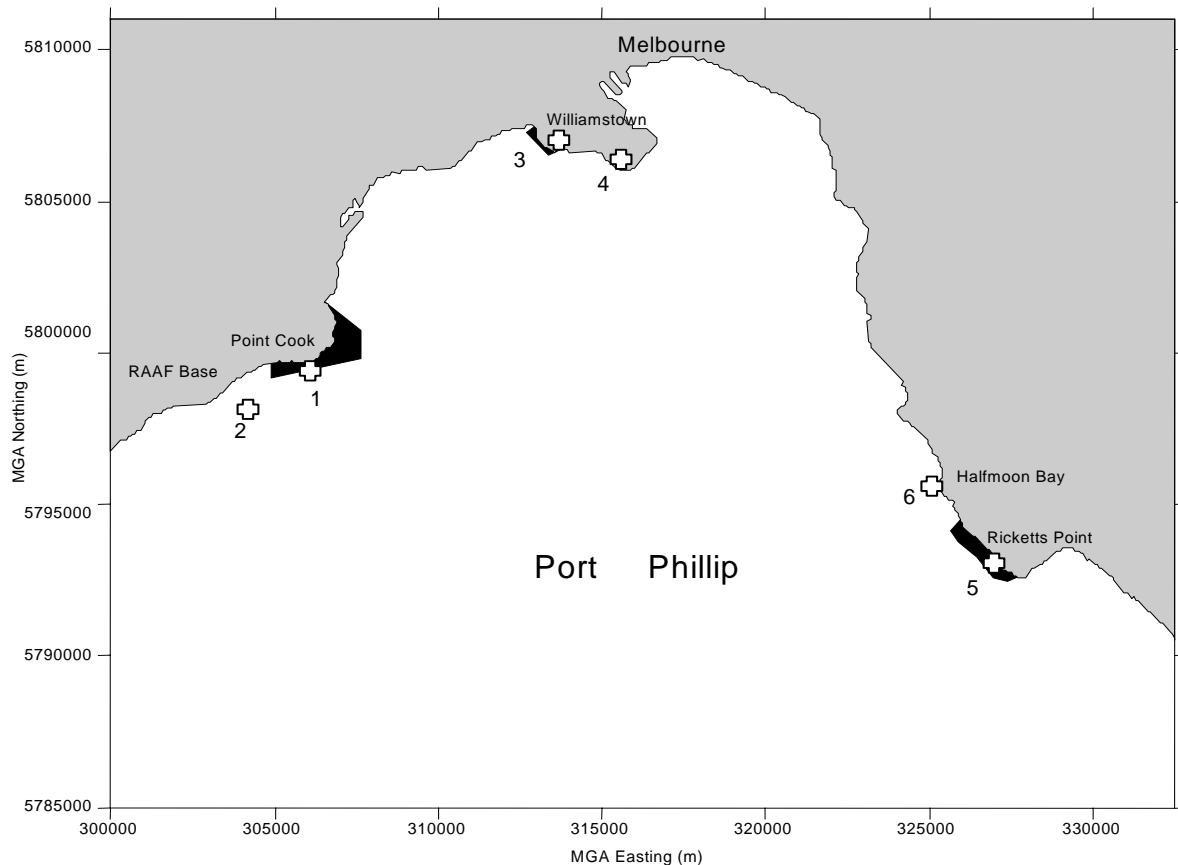 5810000
Melbourne
Williamstown
3
4
5805000
5800000
Point Cook
RAAF Base
1
2
MGA Northing (m)
Halfmoon Bay
6
5795000
Ricketts Point
Port Phillip
5
5790000
5785000
300000 305000 310000 315000 320000 325000 330000
MGA Easting (m)